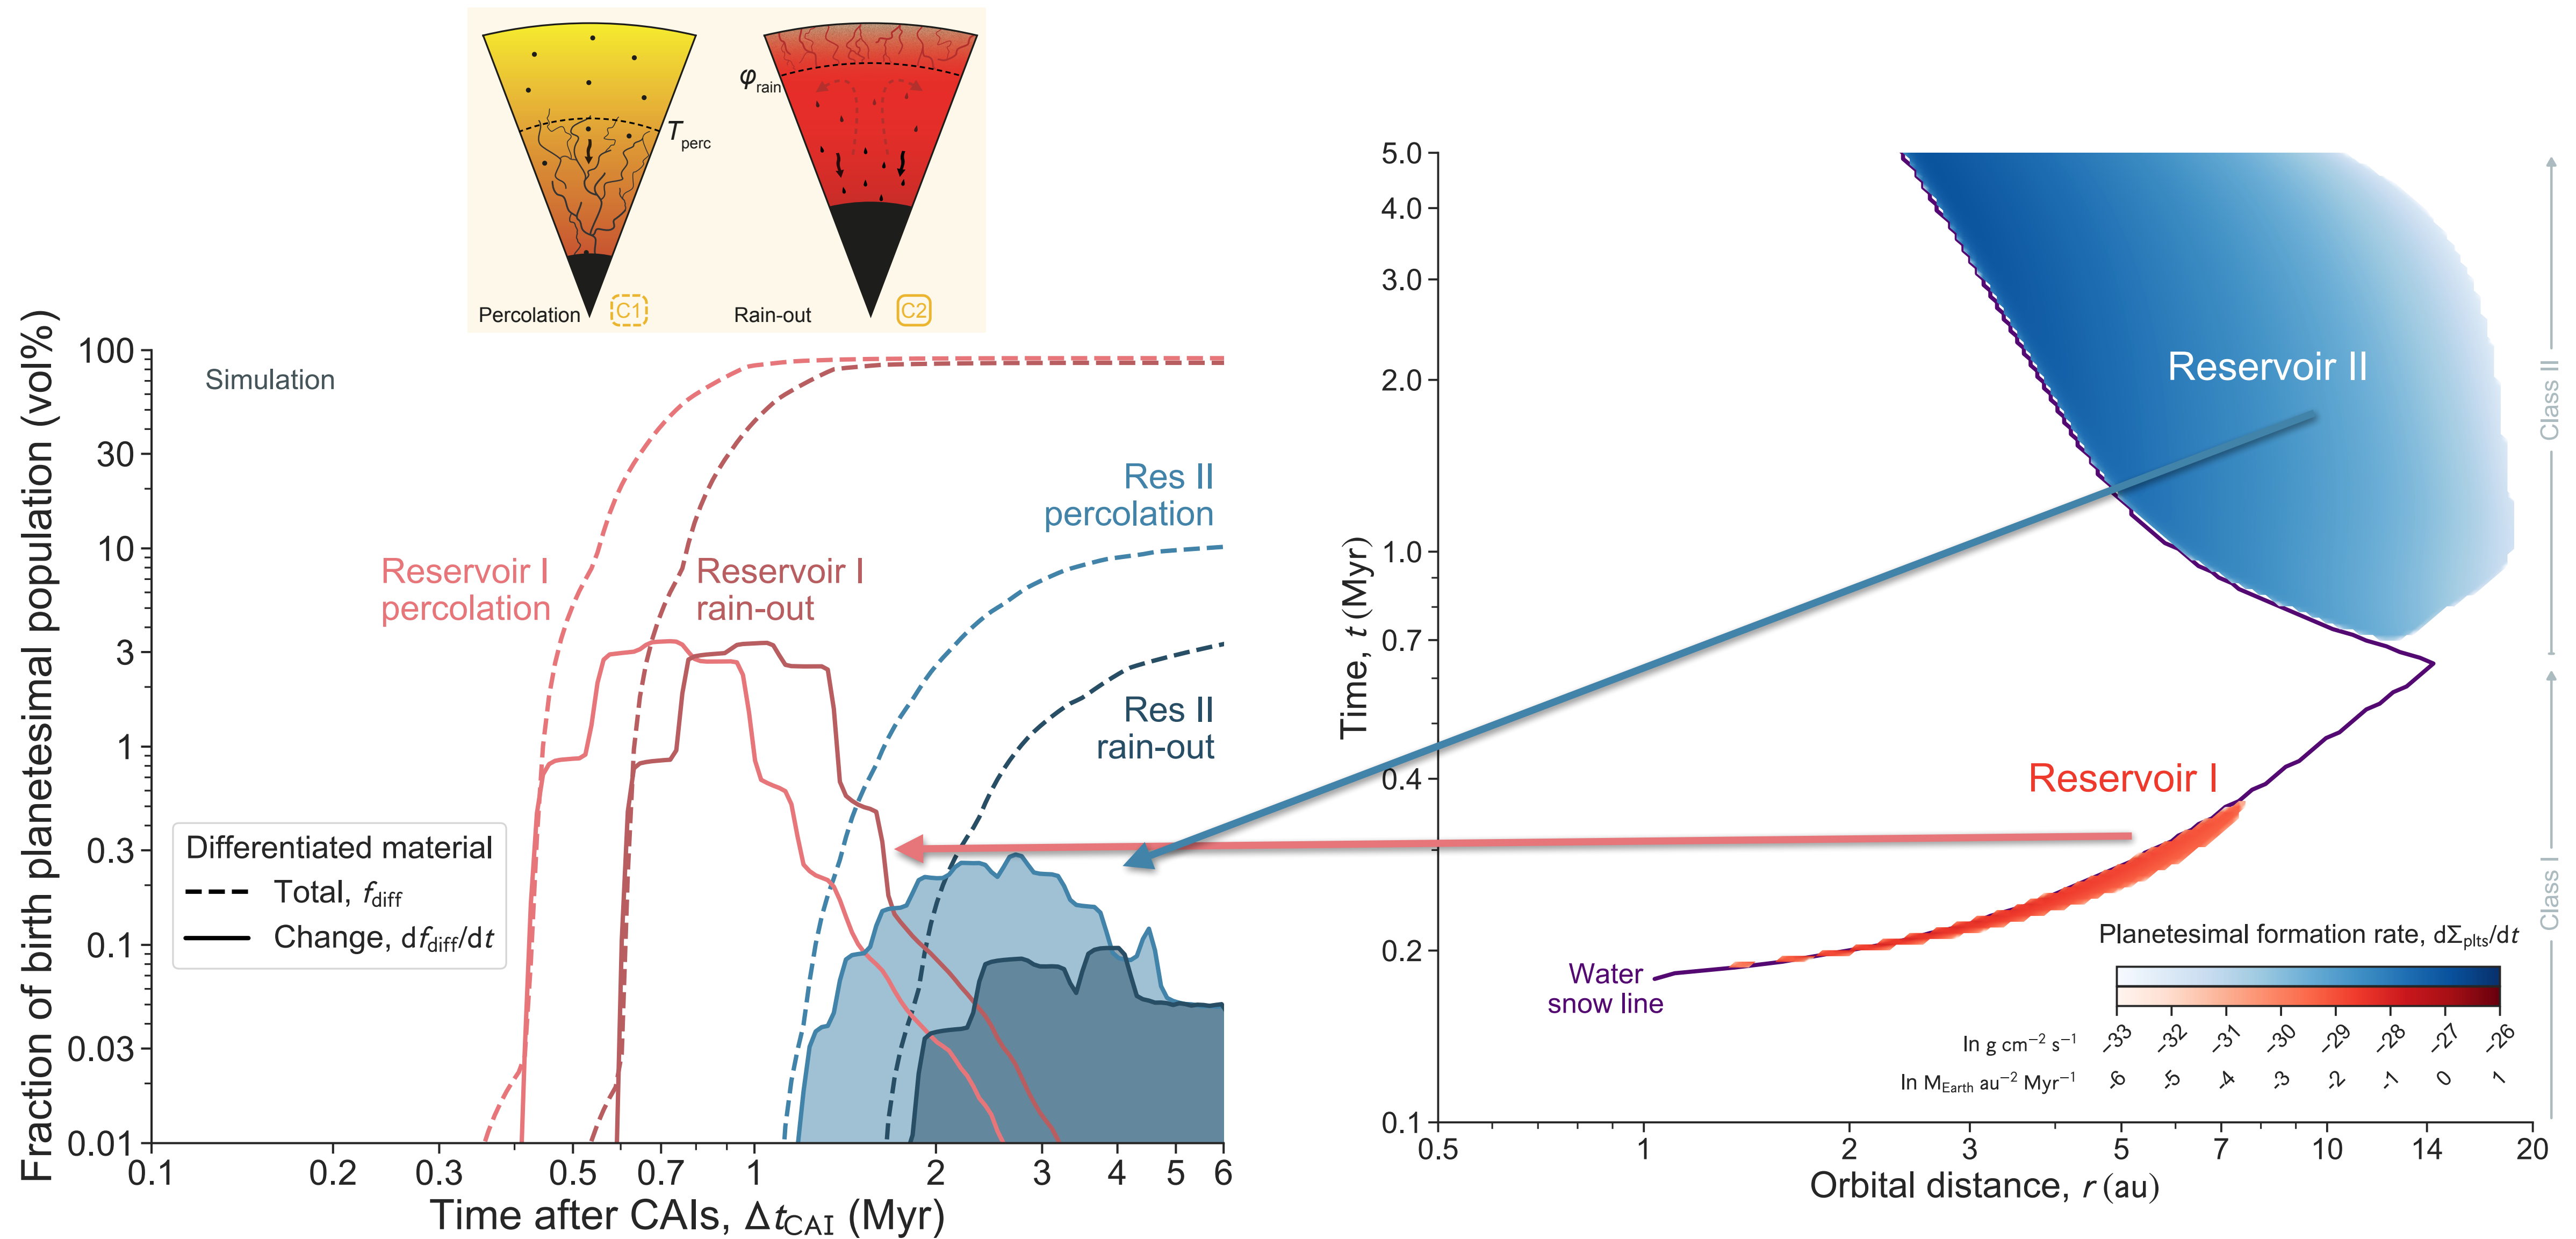 φrain
Tperc
Percolation
C1
Rain-out
C2
Fraction of birth planetesimal population (vol%)
100
30
10
3
1
0.3
0.1
0.03
0.01
Simulation
Res II
percolation
Reservoir I
percolation
Reservoir I
rain-out
Res II
rain-out
Differentiated material
Total, fdiff
Change, dfdiff/dt
0.1
0.2
0.3
0.5
0.7
1
2
3
4
5
6
Time after CAIs, ΔtCAI (Myr)
Time, t (Myr)
5.0
4.0
3.0
2.0
1.0
0.7
0.4
0.2
0.1
Reservoir II
Reservoir I
Water
snow line
Planetesimal formation rate, dΣplts/dt
ln g cm−2 s−1
-33
-32
-31
-30
-29
-28
-27
-26
ln MEarth au−2 Myr−1
-6
-5
-4
-3
-2
-1
0
1
0.5
1
2
3
5
7
10
14
20
Orbital distance, r (au)
Class II
Class I